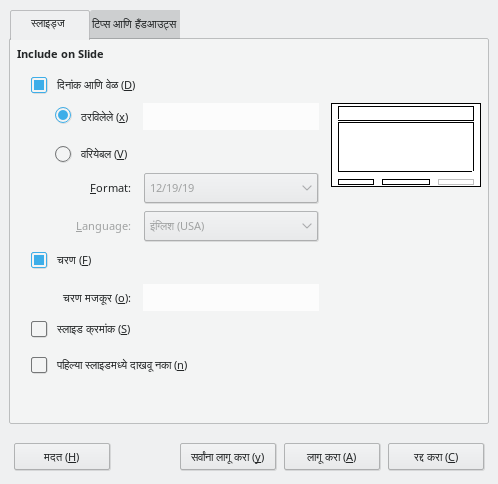 स्लाइड्ज टिप्स आणि हँडआउट्स
Include on Slide
दिनांक आणि वेळ (D)
ठरविलेले (x)
वरियेबल (V)
Format: 12/19/19
Language: इंग्लिश (USA)
चरण (F)
चरण मजकूर (o):
स्लाइड क्रमांक (S)
पहिल्या स्लाइडमध्ये दाखवू नका (n)
मदत (H) सर्वांना लागू करा (y) लागू करा (A) रद्द करा (C)